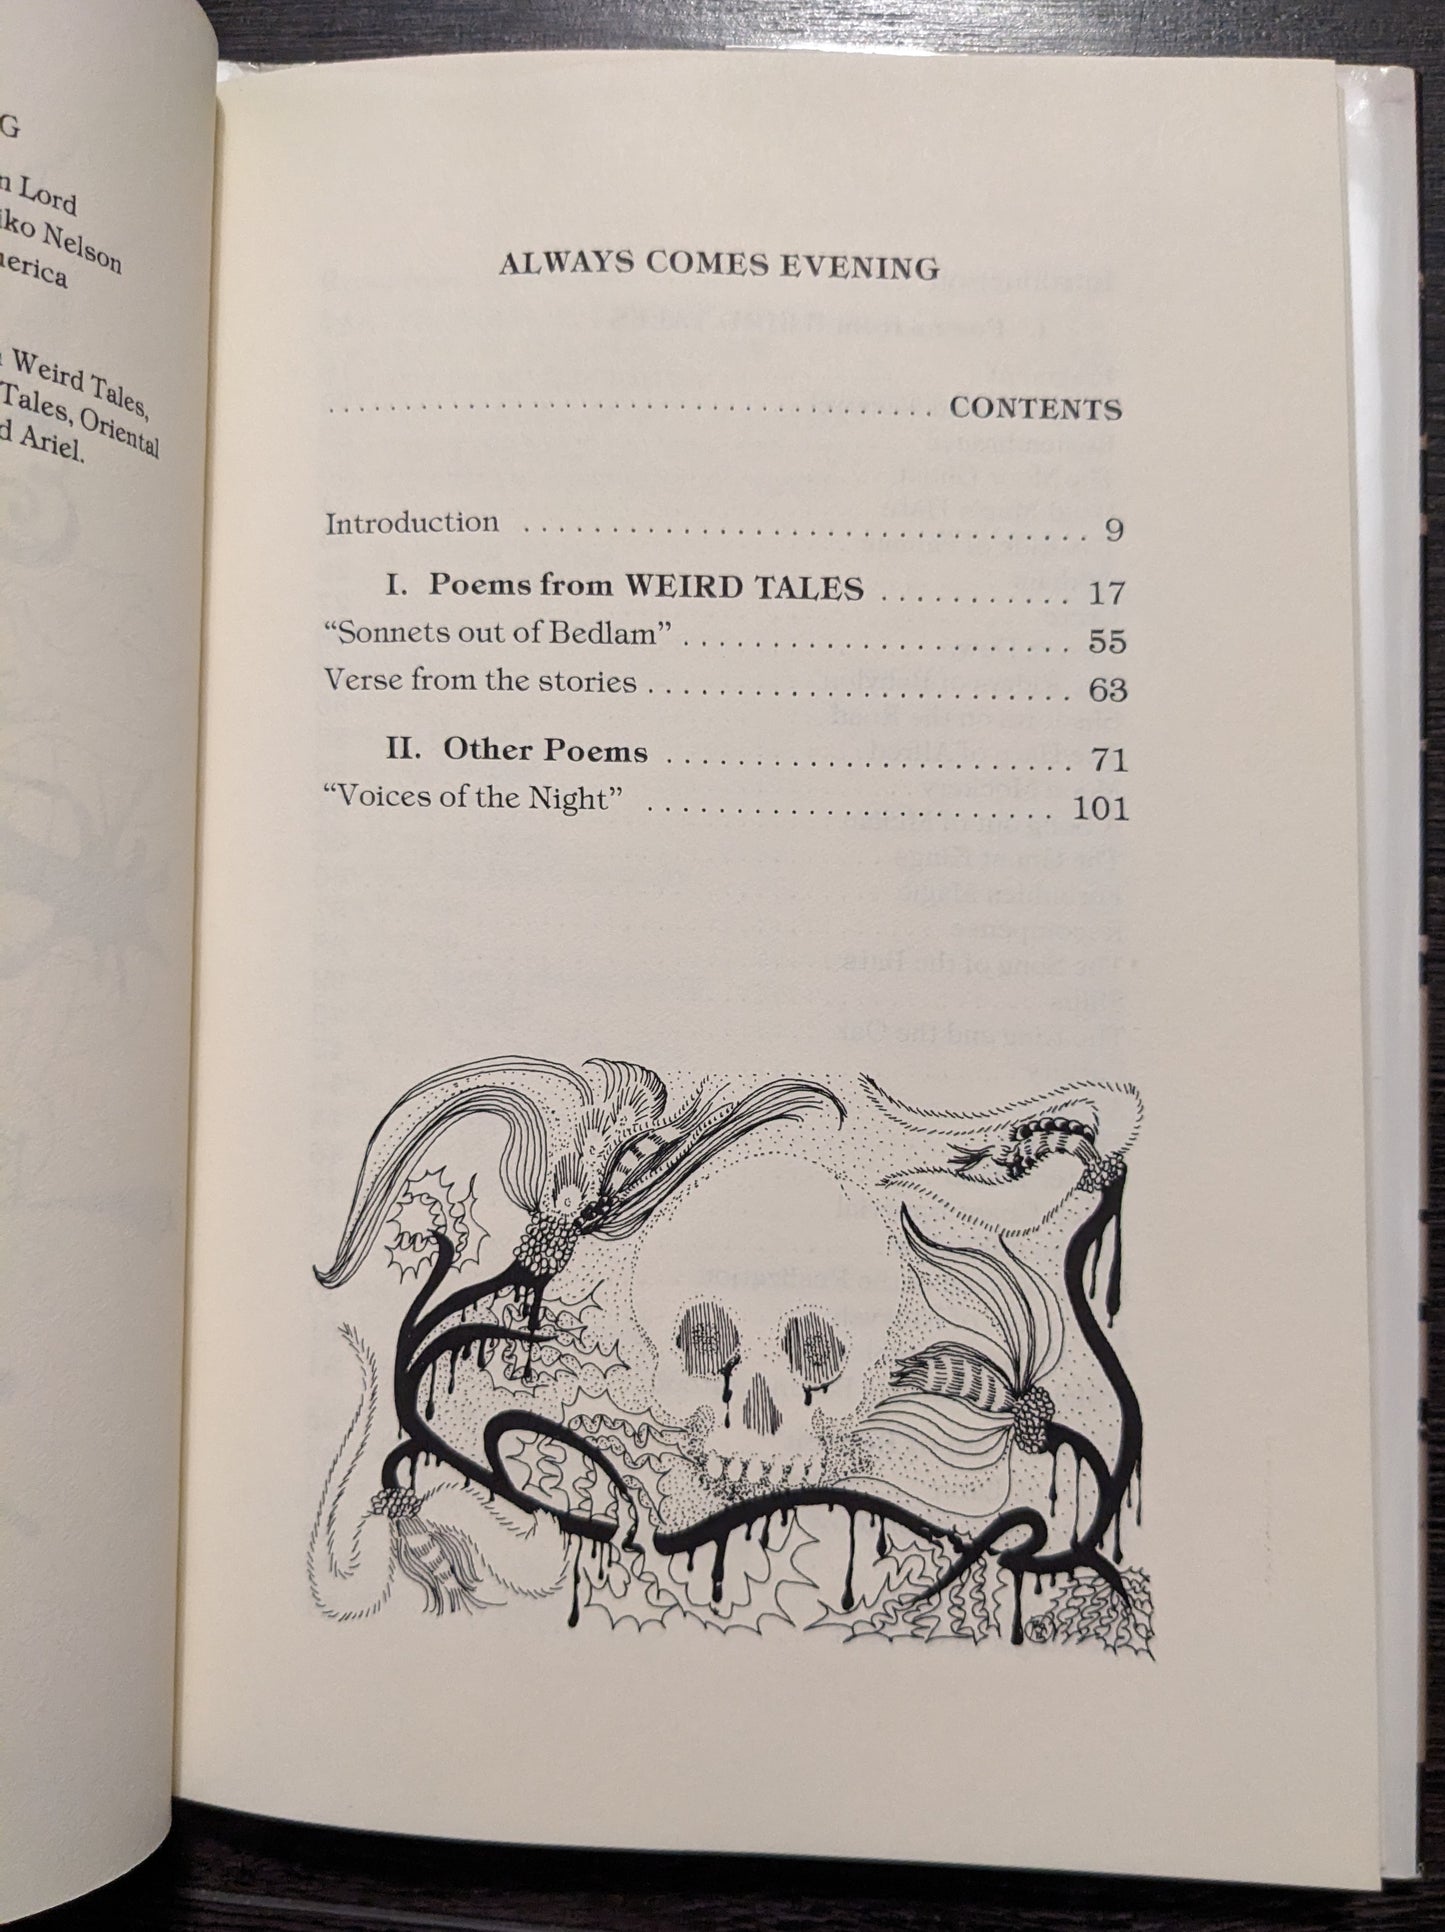 G
n Lord
iko Nelson
erica
Weird Tales,
Tales, Oriental
d Ariel.
ALWAYS COMES EVENING
. . . . . . . . . . . . . . . . . . . . . . . . . . . . . . . . . . . . . . . CONTENTS
Introduction . . . . . . . . . . . . . . . . . . . . . . . . . . . . . . . . . . 9
I. Poems from WEIRD TALES . . . . . . . . . . . 17
“Sonnets out of Bedlam” . . . . . . . . . . . . . . . . . . . . . . . 55
Verse from the stories . . . . . . . . . . . . . . . . . . . . . . . . . 63
II. Other Poems . . . . . . . . . . . . . . . . . . . . . . . . 71
“Voices of the Night” . . . . . . . . . . . . . . . . . . . . . . . . 101